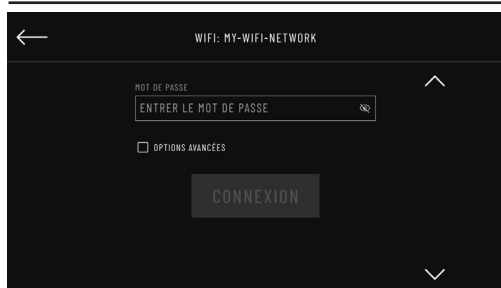 WIFI: MY-WIFI-NETWORK
MOT DE PASSE
ENTRER LE MOT DE PASSE
OPTIONS AVANCÉES
CONNEXION